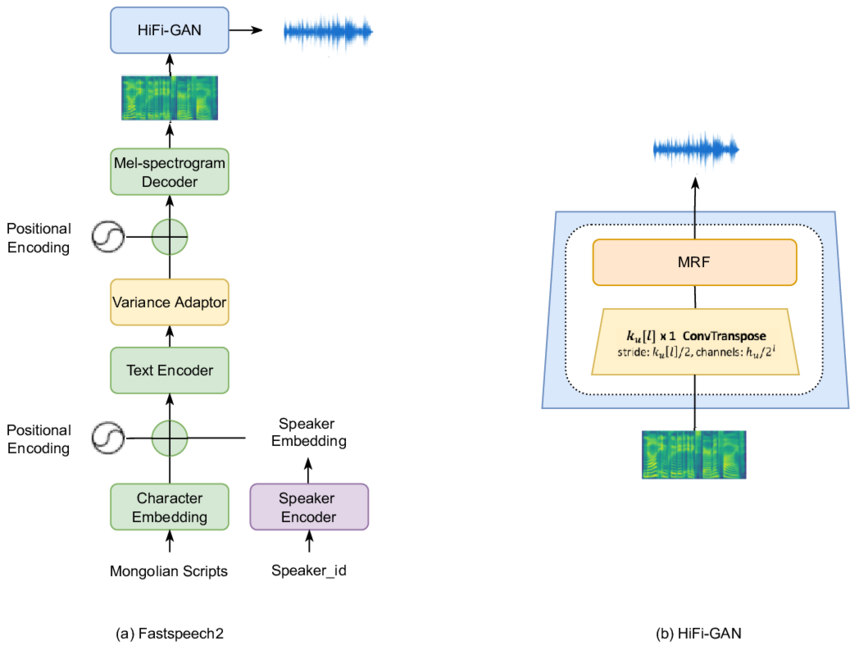 HiFi-GAN
Mel-spectrogram
Decoder
Positional
Encoding
Variance Adaptor
Text Encoder
Positional
Encoding
Speaker
Embedding
Character
Embedding
Speaker
Encoder
Mongolian Scripts
Speaker_id
(a) Fastspeech2
MRF
k_u[l] x 1 ConvTranspose
stride: k_u[l]/2, channels: h_u/2^i
(b) HiFi-GAN